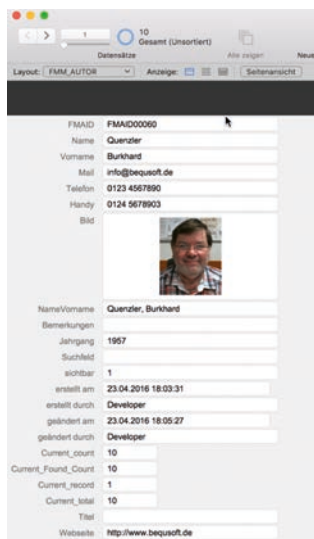 1
10
Gesamt (Unsortiert)
Datensätze
Alle zeigen
Neue
Layout: FMM_AUTOR
Anzeige:
Seitenansicht
FMAID FMAID00060
Name Quenzler
Vorname Burkhard
Mail info@bequsoft.de
Telefon 0123 4567890
Handy 0124 5678903
Bild
NameVorname Quenzler, Burkhard
Bemerkungen
Jahrgang 1957
Suchfeld
sichtbar 1
erstellt am 23.04.2016 18:03:31
erstellt durch Developer
geändert am 23.04.2016 18:05:27
geändert durch Developer
Current_count 10
Current_Found_Count 10
Current_record 1
Current_total 10
Titel
Webseite http://www.bequsoft.de